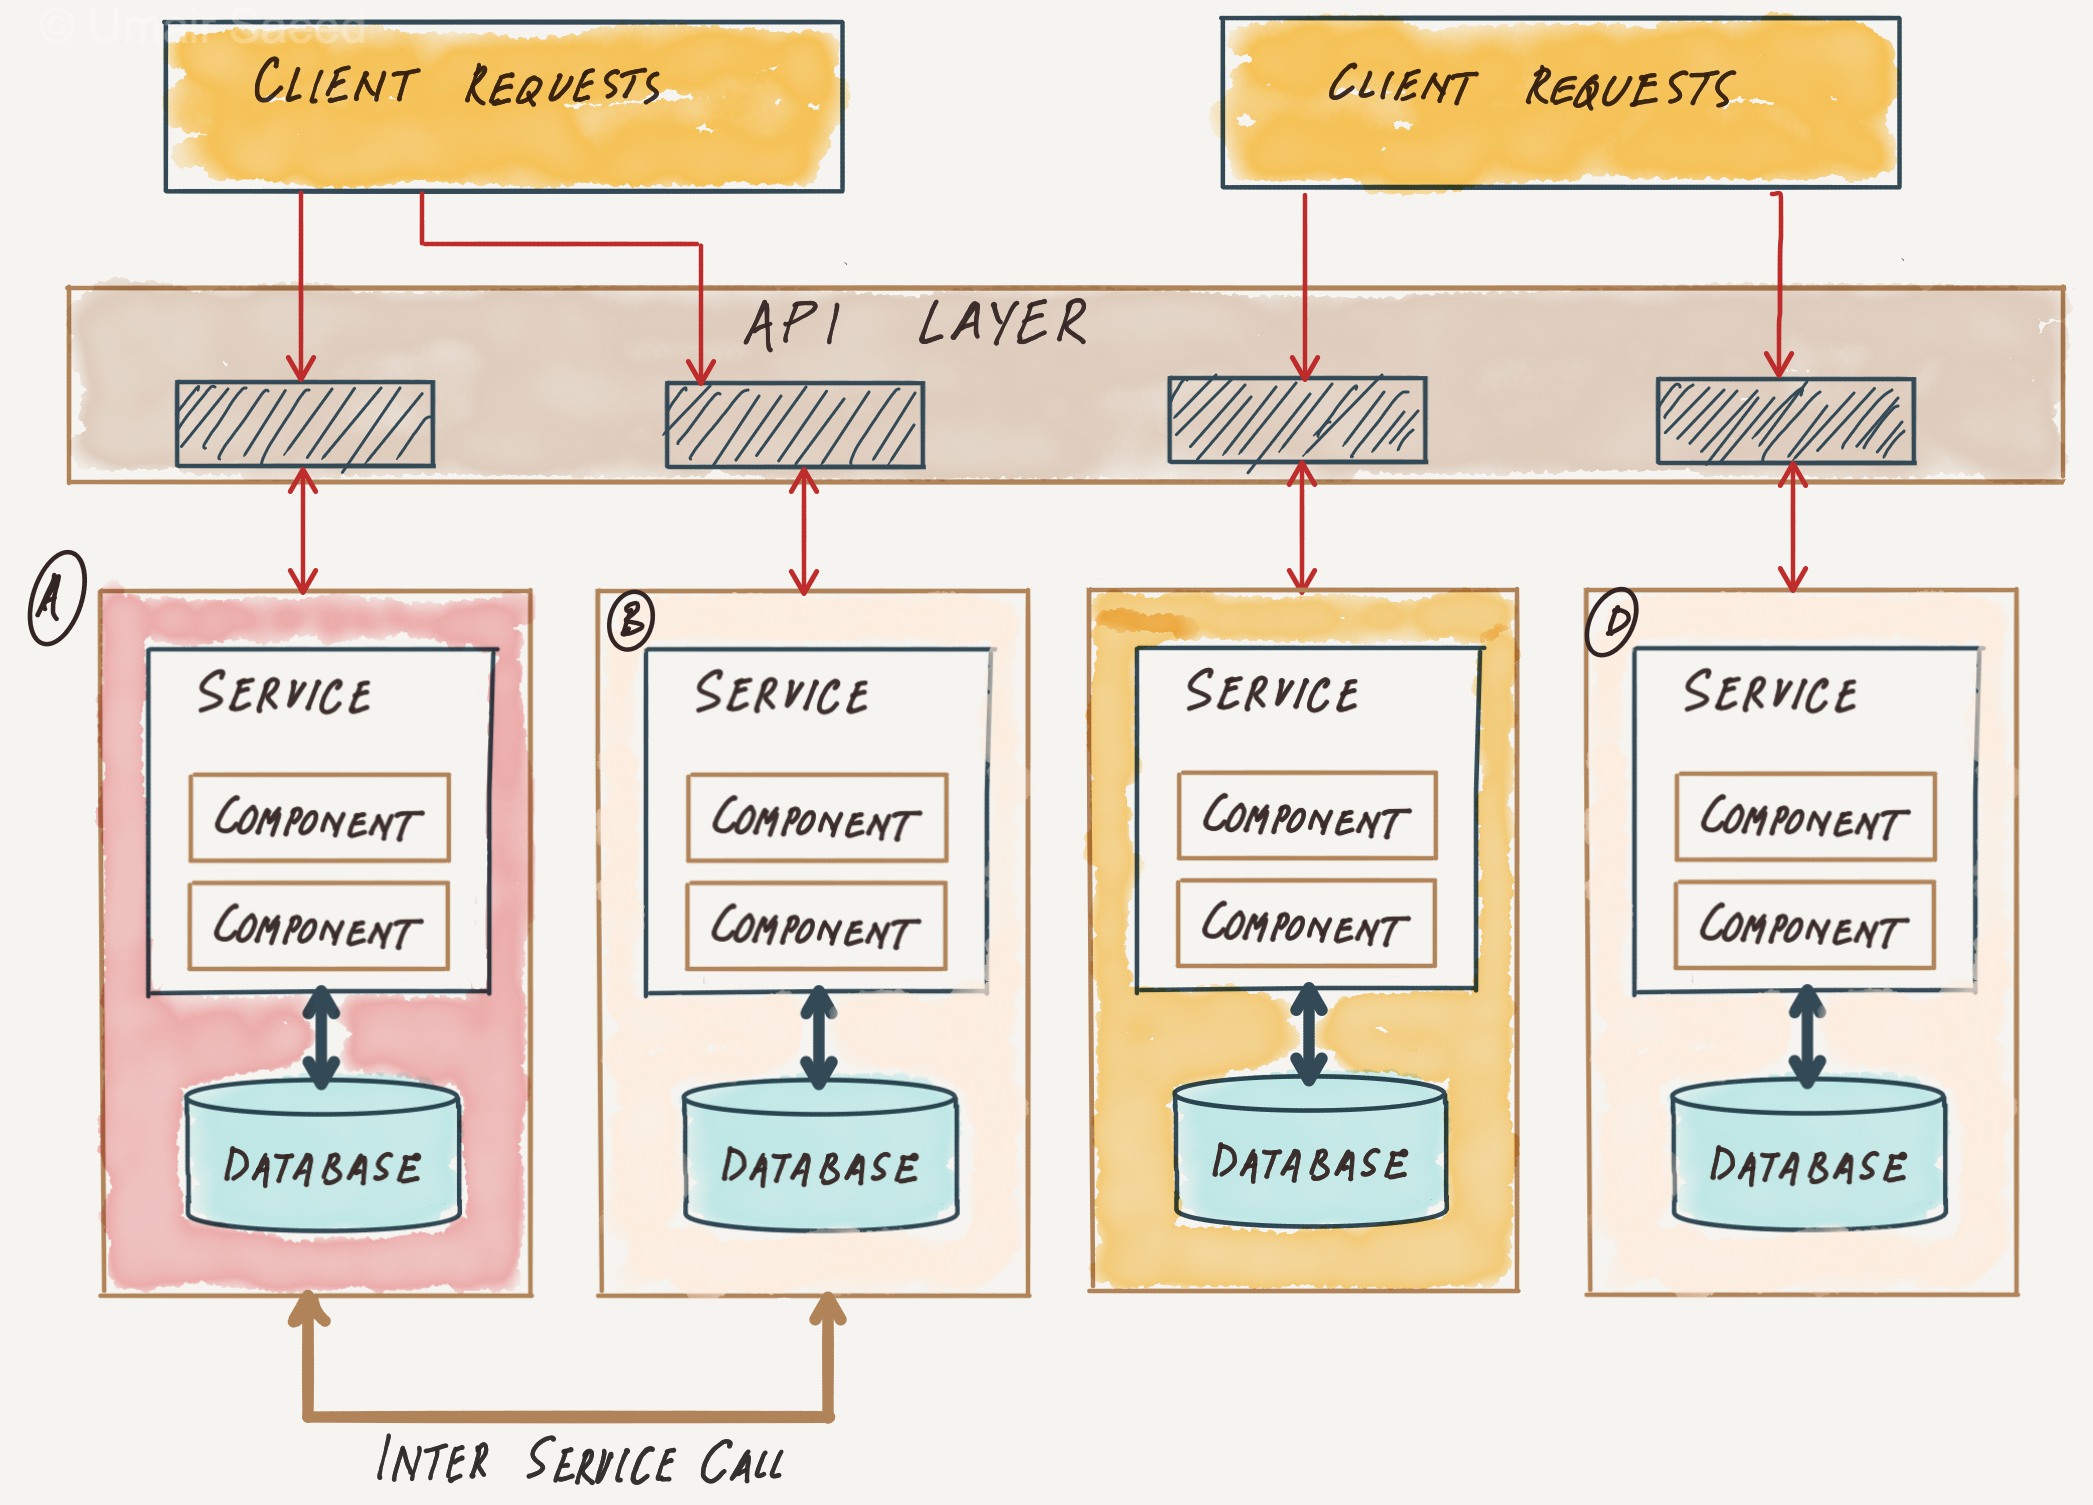 © Umair Saeed
CLIENT REQUESTS
CLIENT REQUESTS
API LAYER
A
B
D
SERVICE
SERVICE
SERVICE
SERVICE
COMPONENT
COMPONENT
COMPONENT
COMPONENT
COMPONENT
COMPONENT
COMPONENT
COMPONENT
DATABASE
DATABASE
DATABASE
DATABASE
INTER SERVICE CALL